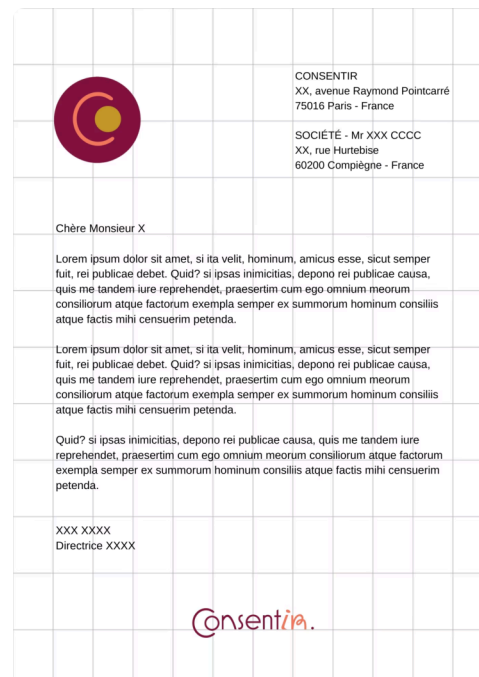 CONSENTIR
XX, avenue Raymond Pointcarré
75016 Paris - France
SOCIÉTÉ - Mr XXX CCCC
XX, rue Hurtebise
60200 Compiègne - France
Chère Monsieur X
Lorem ipsum dolor sit amet, si ita velit, hominum, amicus esse, sicut semper
fuit, rei publicae debet. Quid? si ipsas inimicitias, depono rei publicae causa,
quis me tandem iure reprehendet, praesertim cum ego omnium meorum
consiliorum atque factorum exempla semper ex summorum hominum consiliis
atque factis mihi censuerim petenda.
Lorem ipsum dolor sit amet, si ita velit, hominum, amicus esse, sicut semper
fuit, rei publicae debet. Quid? si ipsas inimicitias, depono rei publicae causa,
quis me tandem iure reprehendet, praesertim cum ego omnium meorum
consiliorum atque factorum exempla semper ex summorum hominum consiliis
atque factis mihi censuerim petenda.
Quid? si ipsas inimicitias, depono rei publicae causa, quis me tandem iure
reprehendet, praesertim cum ego omnium meorum consiliorum atque factorum
exempla semper ex summorum hominum consiliis atque factis mihi censuerim
petenda.
XXX XXXX
Directrice XXXX
Consentir.